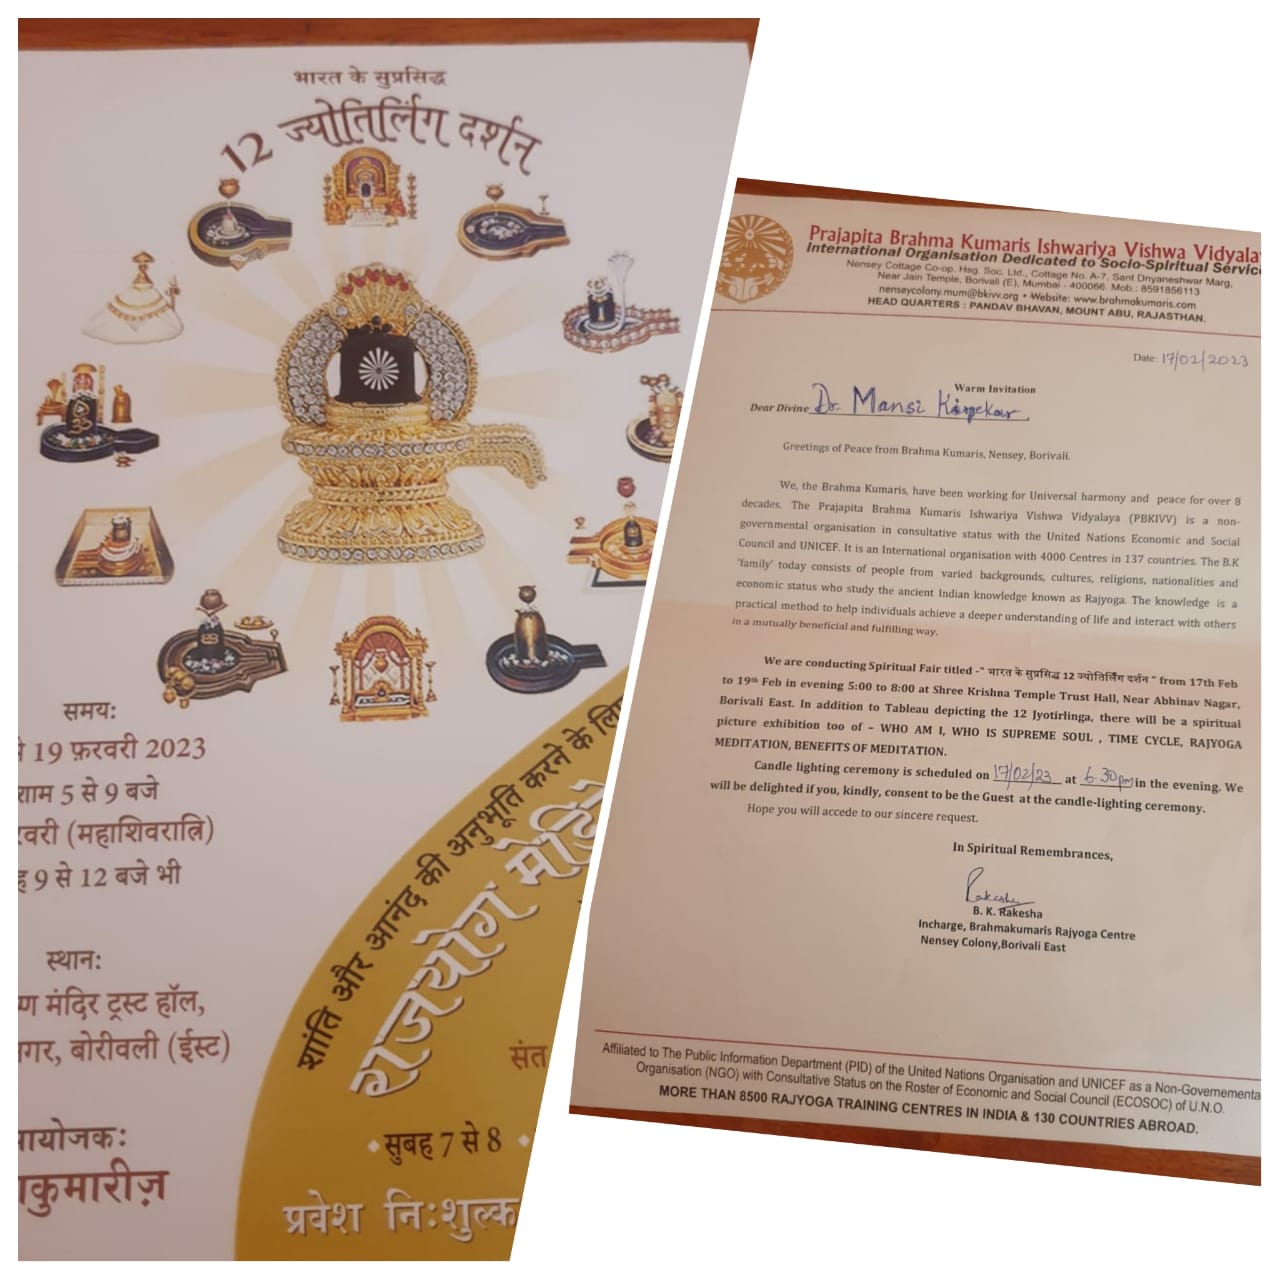 भारत के सुप्रसिद्ध
12 ज्योतिर्लिंग दर्शन
समय:
19 फ़रवरी 2023
शाम 5 से 9 बजे
(महाशिवरात्रि)
9 से 12 बजे भी
स्थान:
मंदिर ट्रस्ट हॉल,
बोरीवली (ईस्ट)
शांति और आनंद की अनुभूति करने के
राजयोग
संत
सुबह 7 से 8
प्रवेश निःशुल्क
Prajapita Brahma Kumaris Ishwariya Vishwa
International Organisation Dedicated to Socio-Spiritual
Nensey Cottage Co-op. Hsg. Soc. Ltd., Cottage No. A-7, Sant Dnyaneshwar Marg,
Near Jain Temple, Borivali (E), Mumbai - 400066. Mob.: 8591856113
nenseycolony.mum@bkivv.org • Website: www.brahmakumaris.com
HEAD QUARTERS : PANDAV BHAVAN, MOUNT ABU, RAJASTHAN.
Date: 17/02/2023
Warm Invitation
Dear Divine Dr. Mansi
Greetings of Peace from Brahma Kumaris, Nensey, Borivali.
We, the Brahma Kumaris, have been working for Universal harmony and peace for over 8
decades. The Prajapita Brahma Kumaris Ishwariya Vishwa Vidyalaya (PBKIVV) is a non-
governmental organisation in consultative status with the United Nations Economic and Social
Council and UNICEF. It is an International organisation with 4000 Centres in 137 countries. The B.K
'family' today consists of people from varied backgrounds, cultures, religions, nationalities and
economic status who study the ancient Indian knowledge known as Rajyoga. The knowledge is a
practical method to help individuals achieve a deeper understanding of life and interact with others
in a mutually beneficial and fulfilling way.
We are conducting Spiritual Fair titled -" भारत के सुप्रसिद्ध 12 ज्योतिर्लिंग दर्शन " from 17th Feb
to 19th Feb in evening 5:00 to 8:00 at Shree Krishna Temple Trust Hall, Near Abhinav Nagar,
Borivali East. In addition to Tableau depicting the 12 Jyotirlinga, there will be a spiritual
picture exhibition too of – WHO AM I, WHO IS SUPREME SOUL , TIME CYCLE, RAJYOGA
MEDITATION, BENEFITS OF MEDITATION.
Candle lighting ceremony is scheduled on 17/02/23 at 6.30pm in the evening. We
will be delighted if you, kindly, consent to be the Guest at the candle-lighting ceremony.
Hope you will accede to our sincere request.
In Spiritual Remembrances,
Rakesha
B. K. Rakesha
Incharge, Brahmakumaris Rajyoga Centre
Nensey Colony,Borivali East
Affiliated to The Public Information Department (PID) of the United Nations Organisation and UNICEF as a
Organisation (NGO) with Consultative Status on the Roster of Economic and Social Council (ECOSOC) of U.N.O.
MORE THAN 8500 RAJYOGA TRAINING CENTRES IN INDIA & 130 COUNTRIES ABROAD.